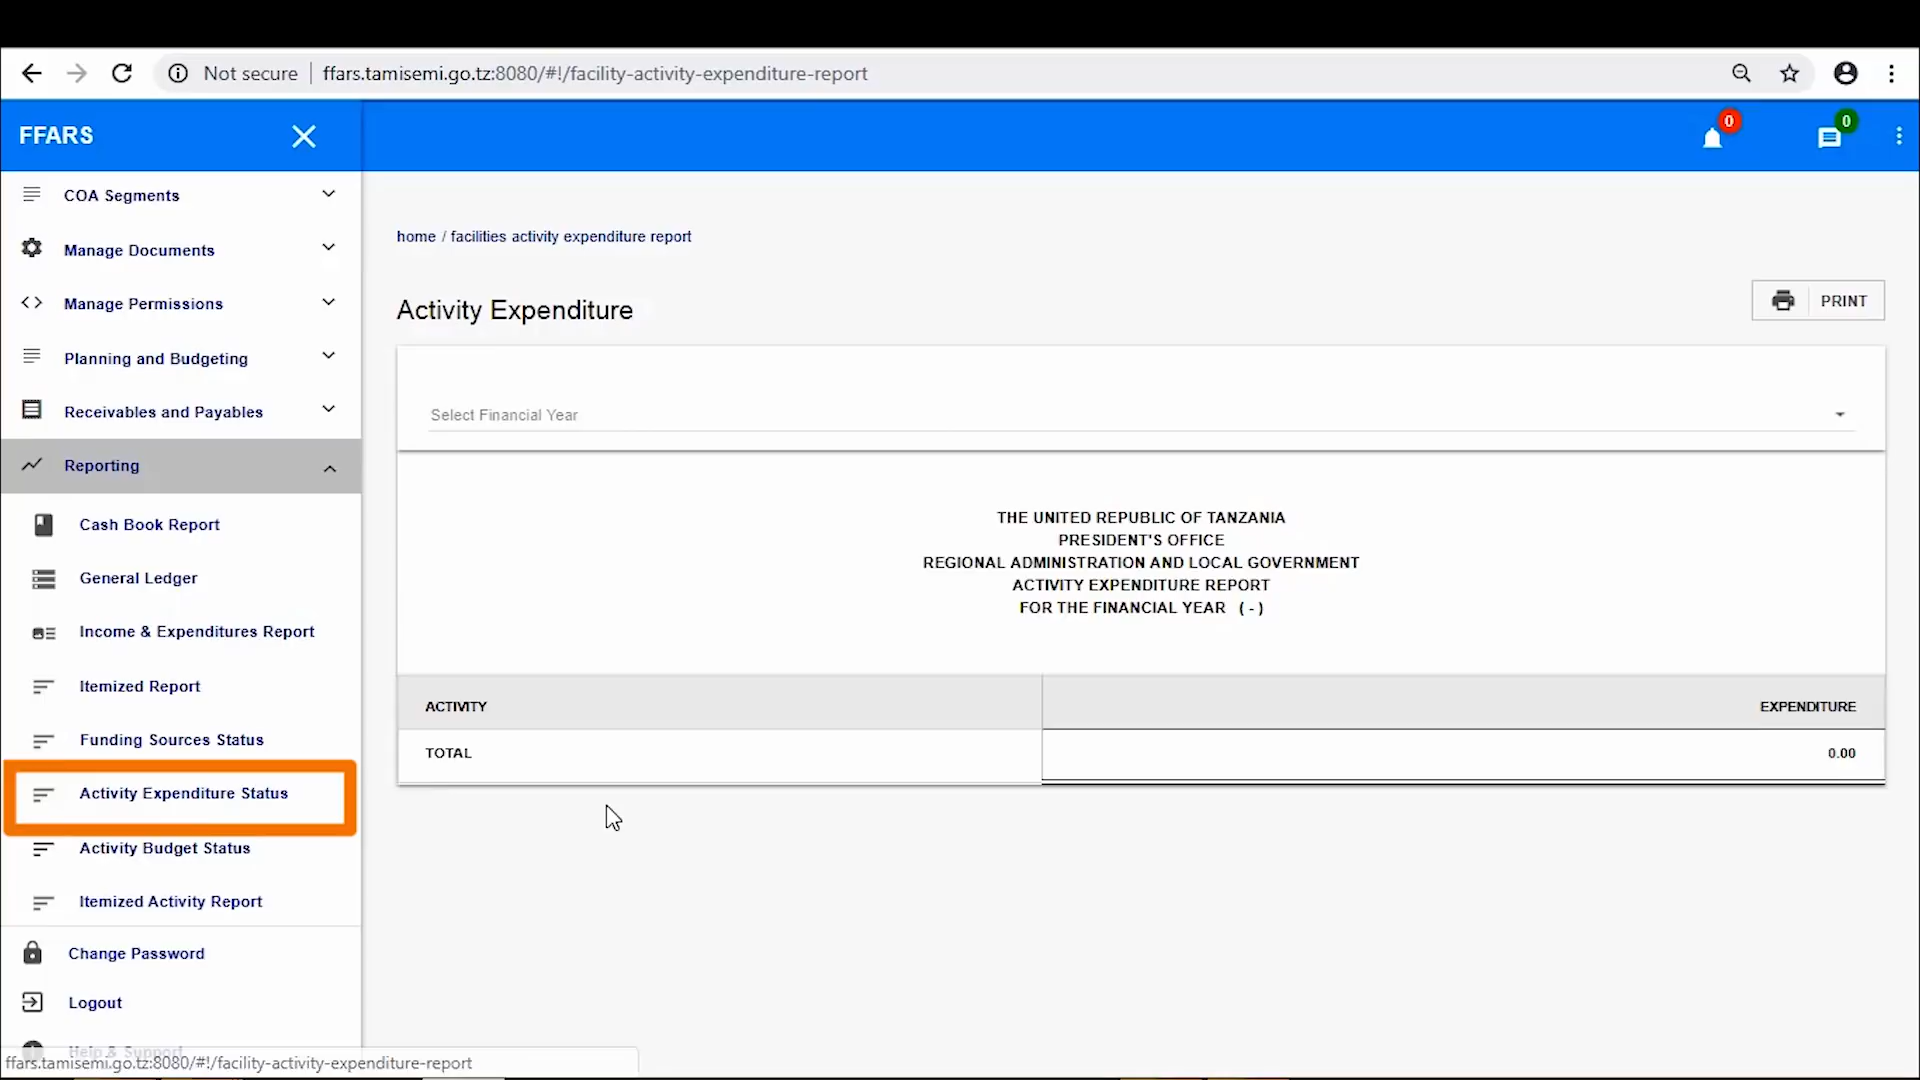 Not secure
ffars.tamisemi.go.tz:8080/#!/facility-activity-expenditure-report
FFARS
0
0
COA Segments
Manage Documents
Manage Permissions
Planning and Budgeting
Receivables and Payables
Reporting
Cash Book Report
General Ledger
Income & Expenditures Report
Itemized Report
Funding Sources Status
Activity Expenditure Status
Activity Budget Status
Itemized Activity Report
Change Password
Logout
Help & Support
ffars.tamisemi.go.tz:8080/#!/facility-activity-expenditure-report
home / facilities activity expenditure report
Activity Expenditure
PRINT
Select Financial Year
THE UNITED REPUBLIC OF TANZANIA
PRESIDENT'S OFFICE
REGIONAL ADMINISTRATION AND LOCAL GOVERNMENT
ACTIVITY EXPENDITURE REPORT
FOR THE FINANCIAL YEAR ( - )
ACTIVITY EXPENDITURE
TOTAL 0.00